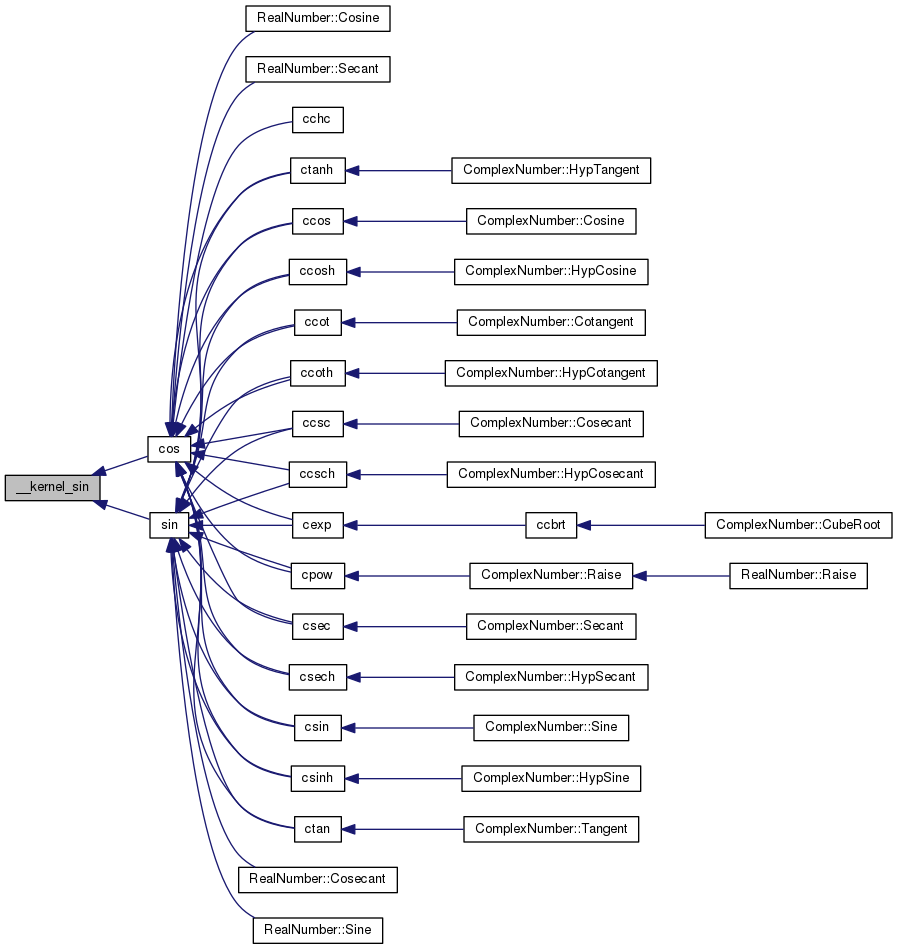 RealNumber::Cosine
RealNumber::Secant
cchc
ctanh
ComplexNumber::HypTangent
ccos
ComplexNumber::Cosine
ccosh
ComplexNumber::HypCosine
ccot
ComplexNumber::Cotangent
ccoth
ComplexNumber::HypCotangent
ccsc
ComplexNumber::Cosecant
cos
ccsch
ComplexNumber::HypCosecant
__kernel_sin
sin
cexp
ccbrt
ComplexNumber::CubeRoot
cpow
ComplexNumber::Raise
RealNumber::Raise
csec
ComplexNumber::Secant
csech
ComplexNumber::HypSecant
csin
ComplexNumber::Sine
csinh
ComplexNumber::HypSine
ctan
ComplexNumber::Tangent
RealNumber::Cosecant
RealNumber::Sine